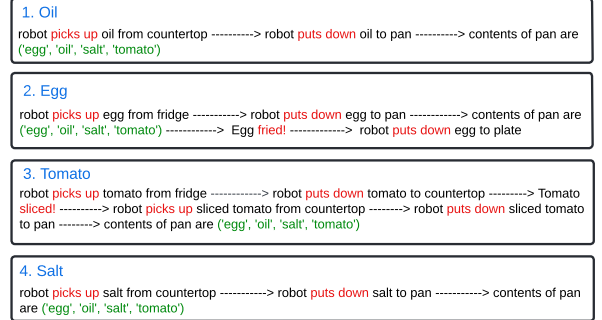 1. Oil
robot picks up oil from countertop ----------> robot puts down oil to pan ----------> contents of pan are
('egg', 'oil', 'salt', 'tomato')
2. Egg
robot picks up egg from fridge -----------> robot puts down egg to pan ------------> contents of pan are
('egg', 'oil', 'salt', 'tomato') ------------> Egg fried! -------------> robot puts down egg to plate
3. Tomato
robot picks up tomato from fridge ------------> robot puts down tomato to countertop ---------> Tomato
sliced! ----------> robot picks up sliced tomato from countertop --------> robot puts down sliced tomato
to pan --------> contents of pan are ('egg', 'oil', 'salt', 'tomato')
4. Salt
robot picks up salt from countertop -----------> robot puts down salt to pan -----------> contents of pan
are ('egg', 'oil', 'salt', 'tomato')